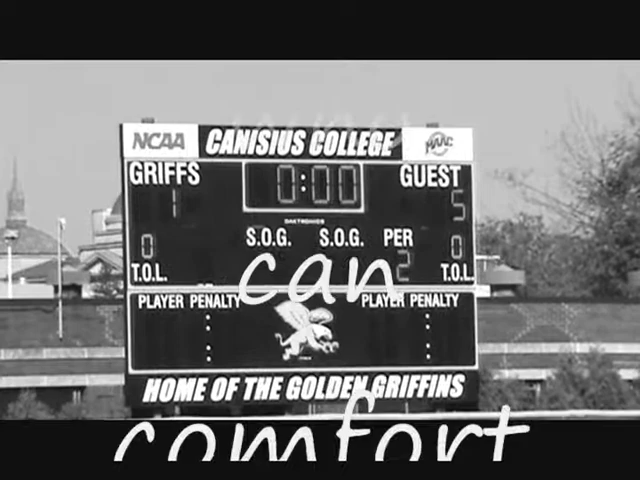 NCAA CANISIUS COLLEGE MAAC
GRIFFS 0:00 GUEST
1 DAKTRONICS 5
0 S.O.G. S.O.G. PER 0
T.O.L. 2 T.O.L.
can
PLAYER PENALTY PLAYER PENALTY
: :
: :
HOME OF THE GOLDEN GRIFFINS
comfort